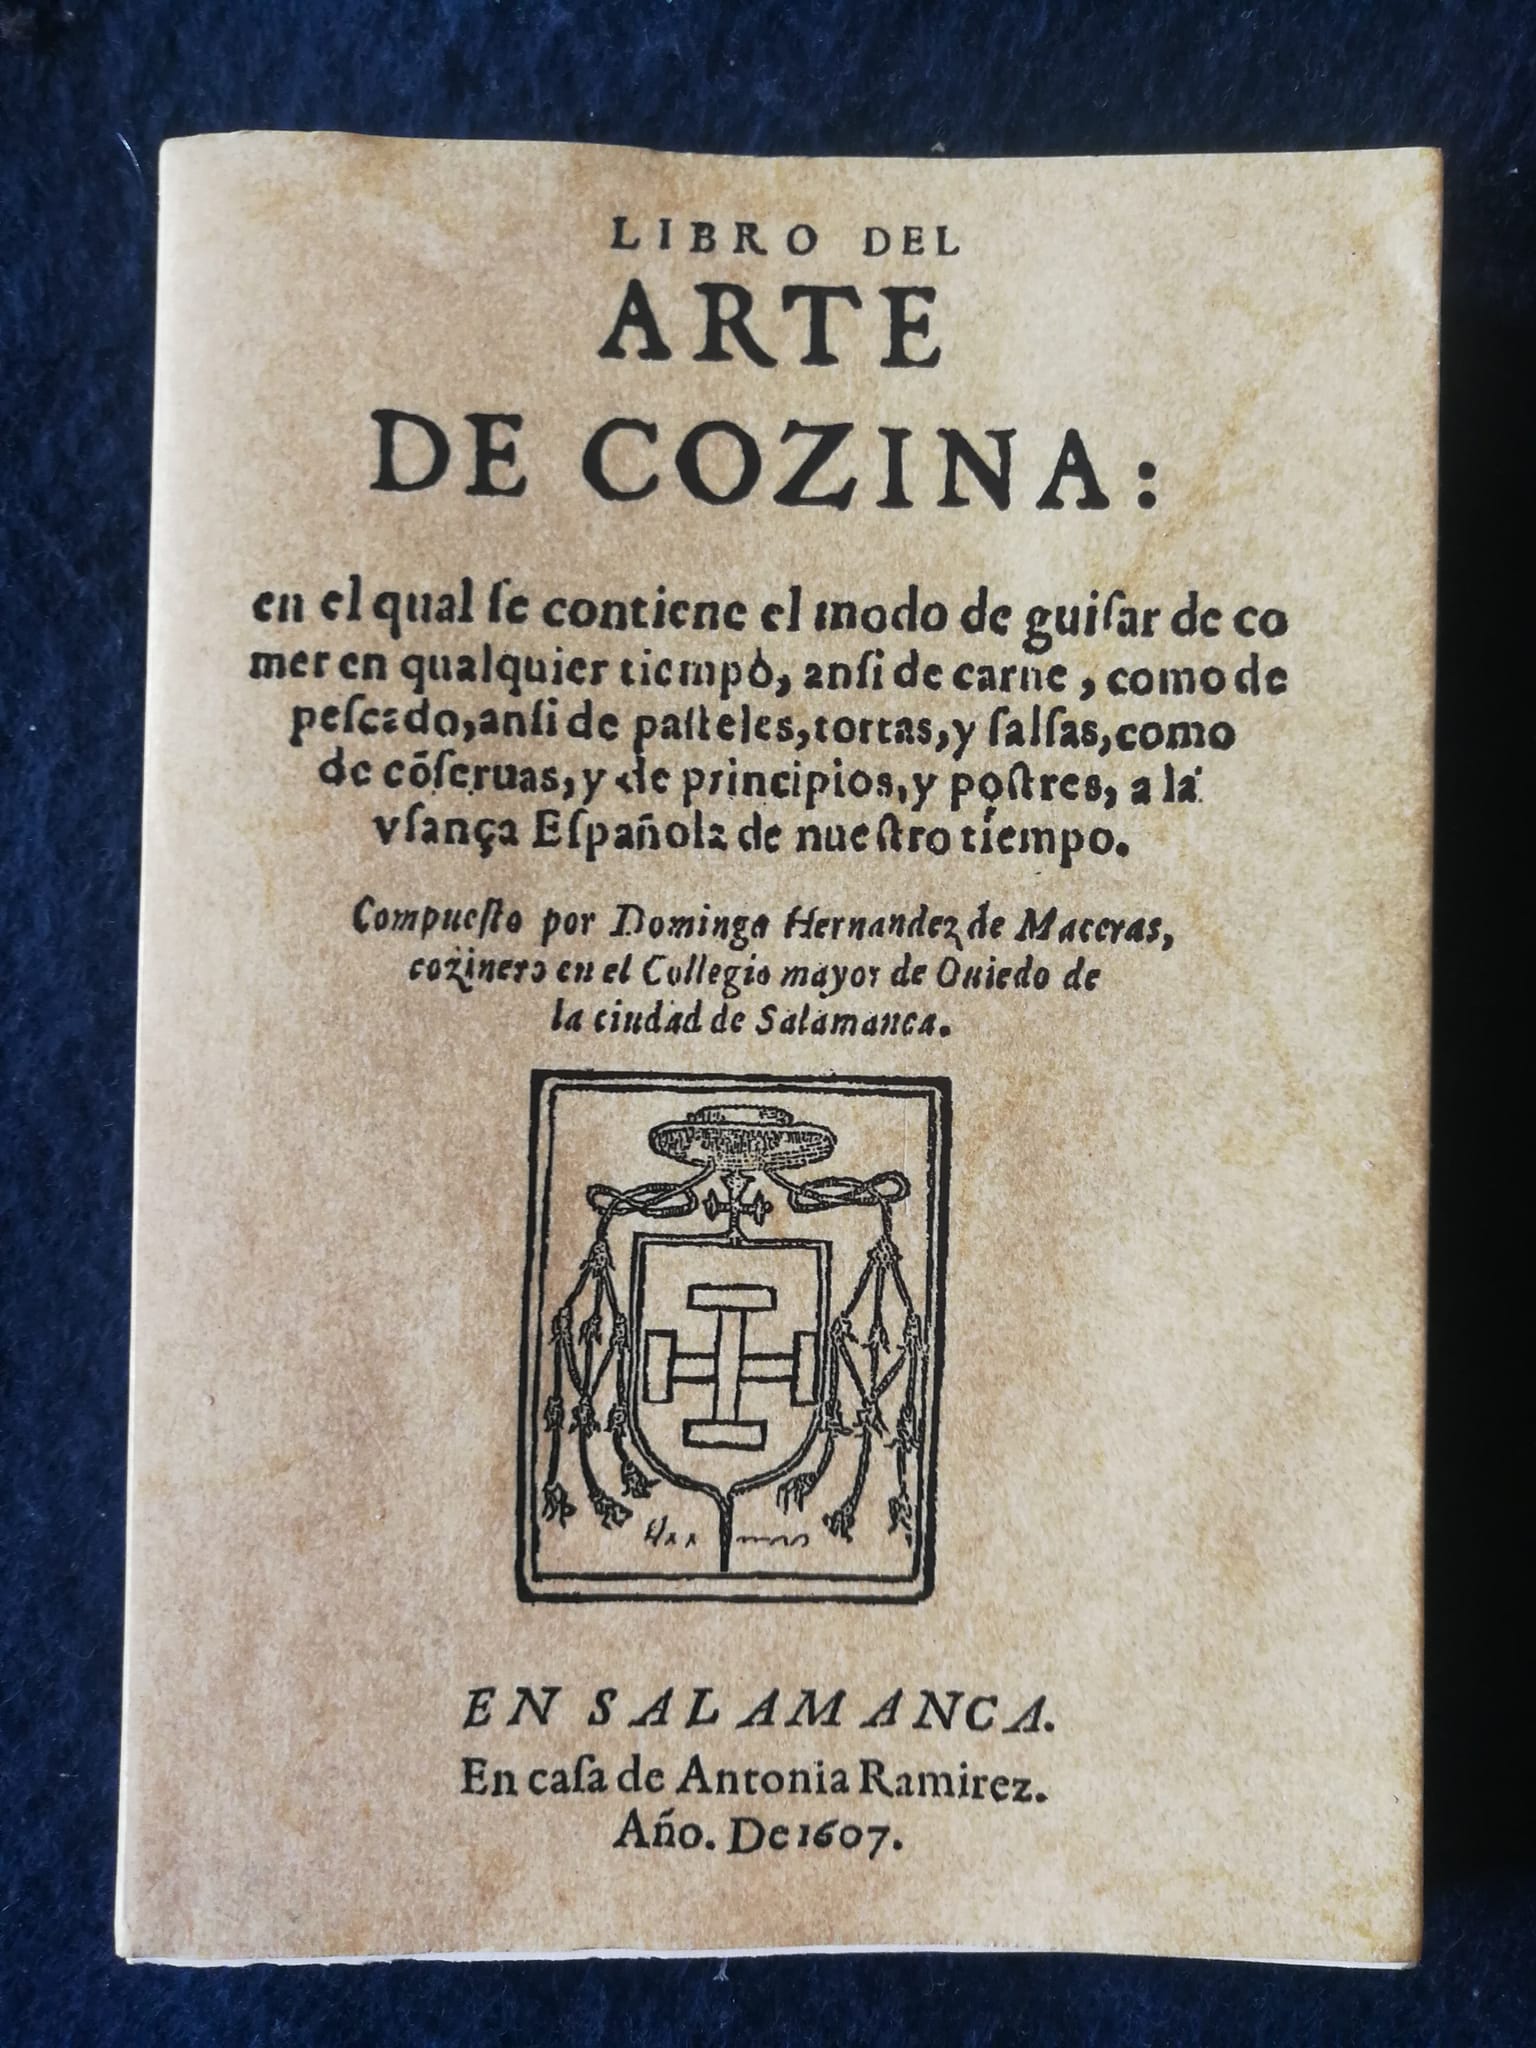 LIBRO DEL
ARTE
DE COZINA:
en el qual ſe contiene el modo de guiſar de co
mer en qualquier tiempo, anſi de carne, como de
peſcado, anſi de paſteles, tortas, y ſalſas, como
de cõſeruas, y de principios, y poſtres, a la
vſança Eſpañola de nueſtro tiempo.
Compueſto por Domingo Hernandez de Maceras,
cozinero en el Collegio mayor de Ouiedo de
la ciudad de Salamanca.
EN SALAMANCA.
En caſa de Antonia Ramirez.
Año. De 1607.